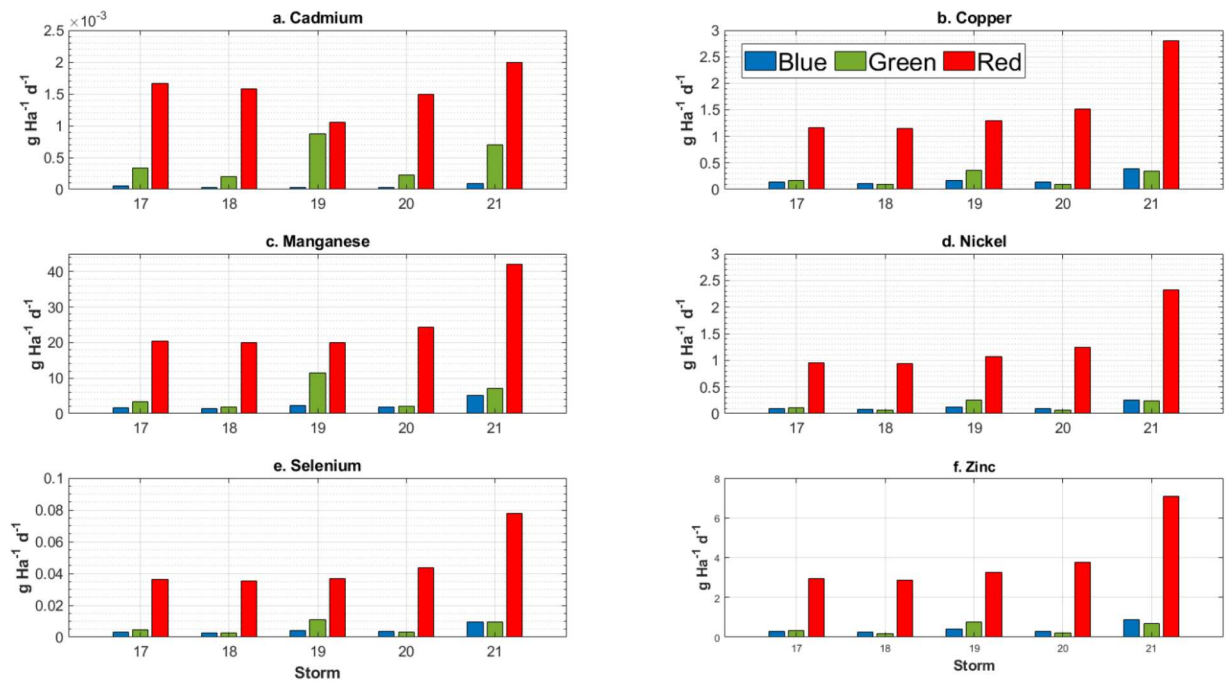 a. Cadmium
×10⁻³
2.5
2
1.5
1
0.5
0
g Ha⁻¹ d⁻¹
17 18 19 20 21
b. Copper
3
2.5
2
1.5
1
0.5
0
g Ha⁻¹ d⁻¹
Blue Green Red
17 18 19 20 21
c. Manganese
40
30
20
10
0
g Ha⁻¹ d⁻¹
17 18 19 20 21
d. Nickel
3
2.5
2
1.5
1
0.5
0
g Ha⁻¹ d⁻¹
17 18 19 20 21
e. Selenium
0.1
0.08
0.06
0.04
0.02
0
g Ha⁻¹ d⁻¹
17 18 19 20 21
Storm
f. Zinc
8
6
4
2
0
g Ha⁻¹ d⁻¹
17 18 19 20 21
Storm